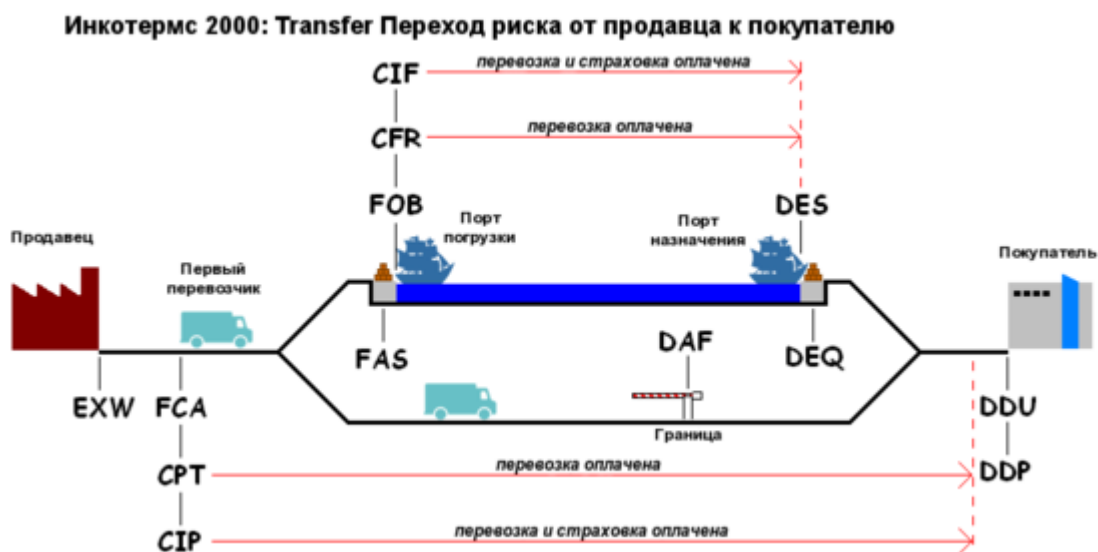 Инкотермс 2000: Transfer Переход риска от продавца к покупателю
CIF
перевозка и страховка оплачена
CFR
перевозка оплачена
FOB
DES
Порт
погрузки
Порт
назначения
Продавец
Первый
перевозчик
Покупатель
FAS
DAF
DEQ
EXW
FCA
DDU
Граница
CPT
перевозка оплачена
DDP
CIP
перевозка и страховка оплачена